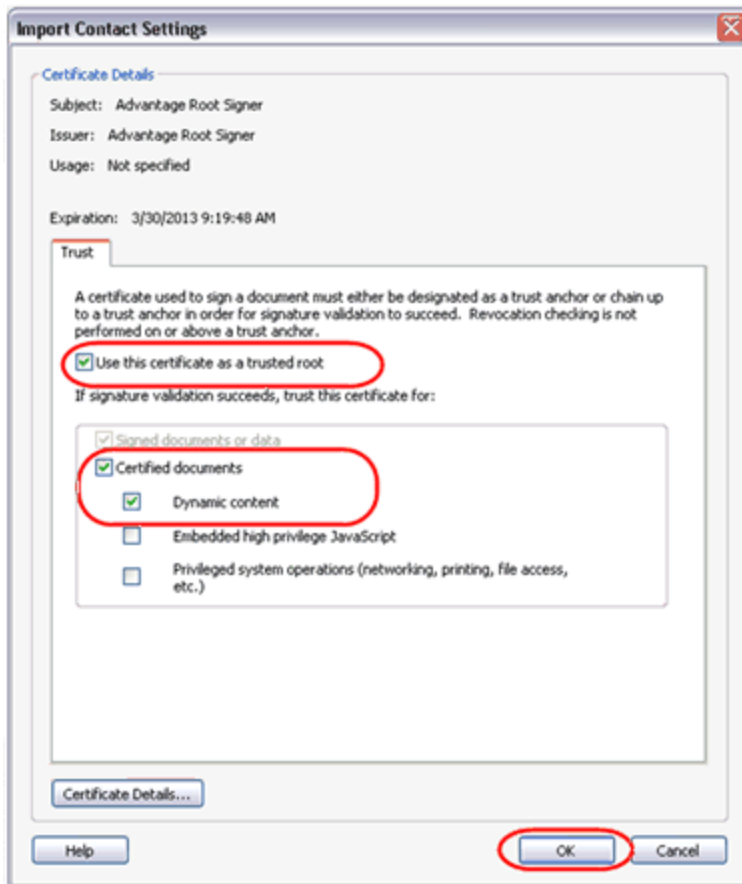 Import Contact Settings
Certificate Details
Subject: Advantage Root Signer
Issuer: Advantage Root Signer
Usage: Not specified
Expiration: 3/30/2013 9:19:48 AM
Trust
A certificate used to sign a document must either be designated as a trust anchor or chain up
to a trust anchor in order for signature validation to succeed. Revocation checking is not
performed on or above a trust anchor.
Use this certificate as a trusted root
If signature validation succeeds, trust this certificate for:
Signed documents or data
Certified documents
Dynamic content
Embedded high privilege JavaScript
Privileged system operations (networking, printing, file access,
etc.)
Certificate Details...
Help OK Cancel